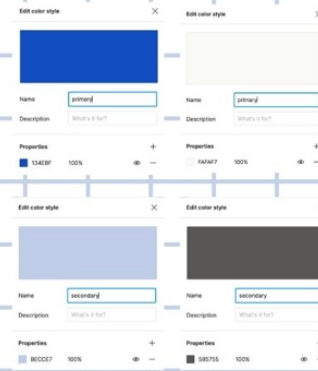 Edit color style
Name primary
Description What's it for?
Properties
134EBF 100%
Edit color style
Name primary
Description What's it for?
Properties
FAFAF7 100%
Edit color style
Name secondary
Description What's it for?
Properties
BECCE7 100%
Edit color style
Name secondary
Description What's it for?
Properties
585755 100%